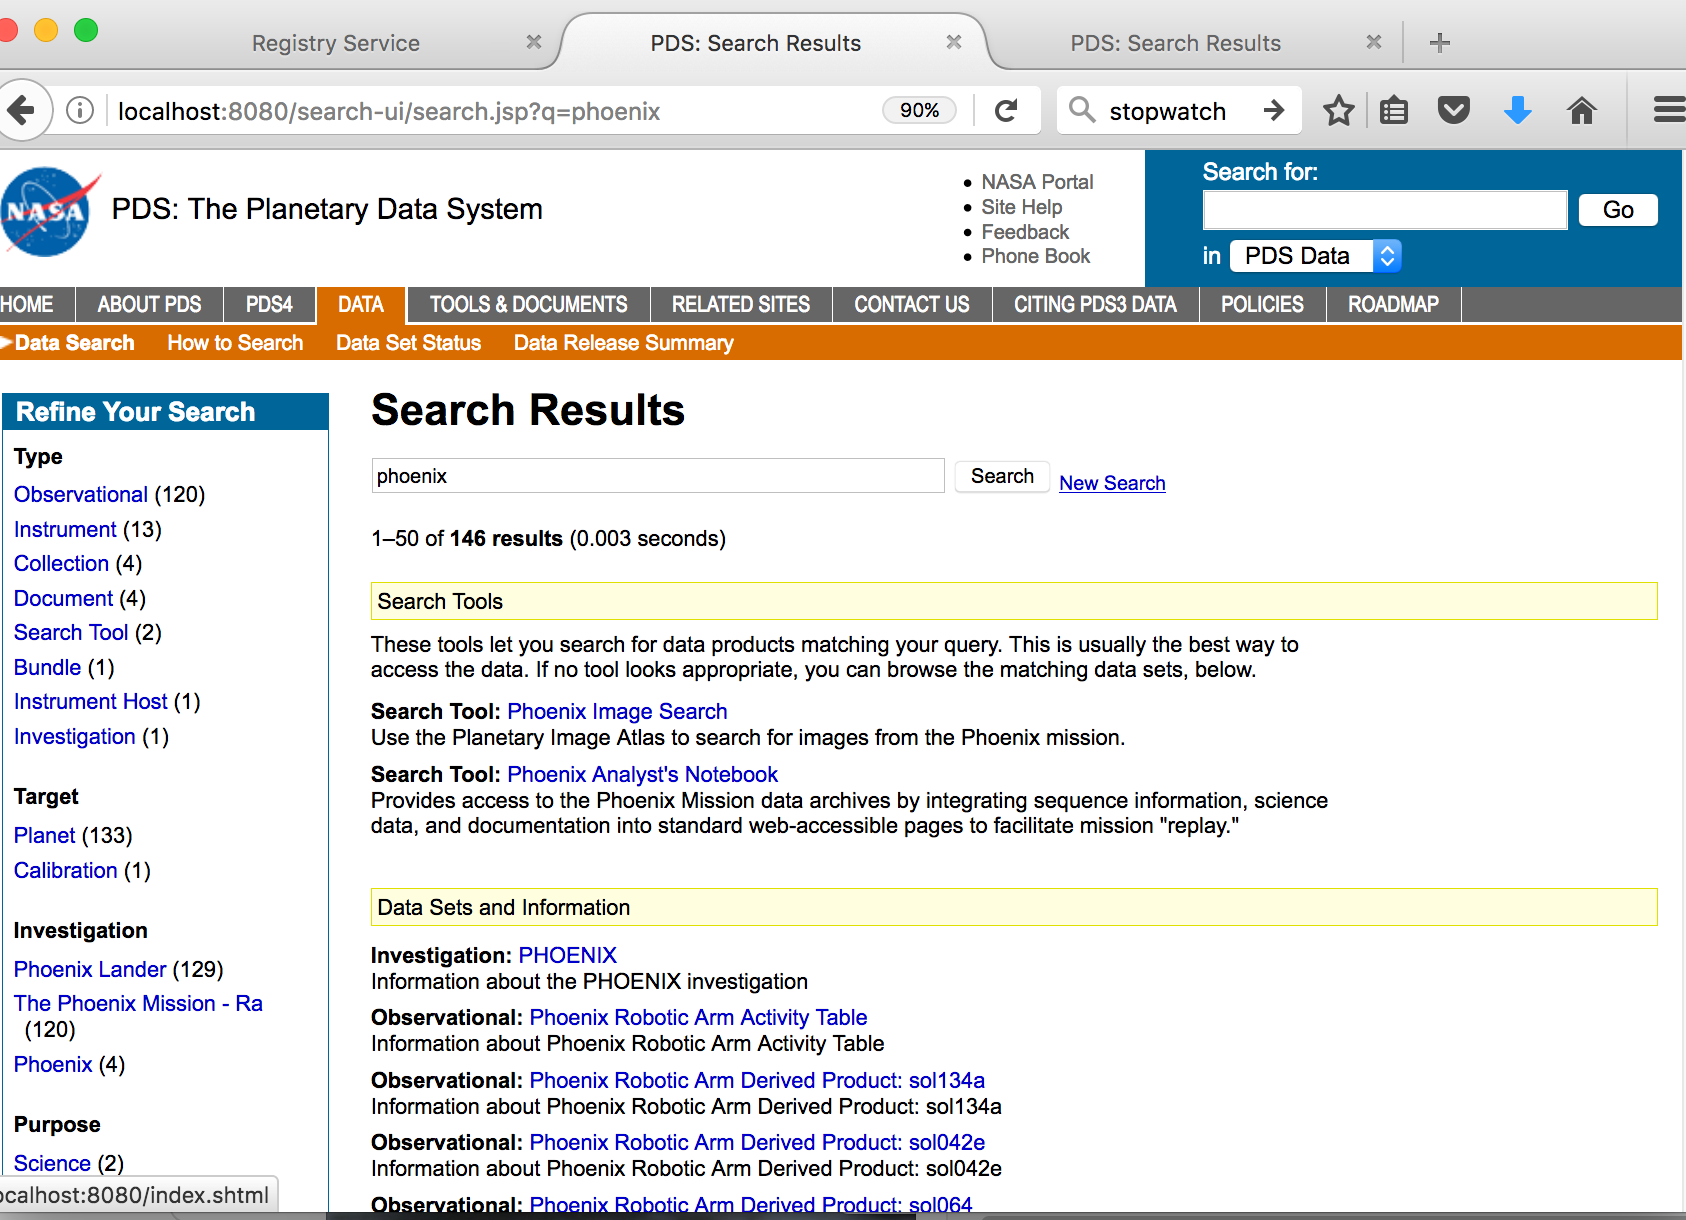 Registry Service
PDS: Search Results
PDS: Search Results
localhost:8080/search-ui/search.jsp?q=phoenix
90%
stopwatch
NASA
PDS: The Planetary Data System
NASA Portal
Site Help
Feedback
Phone Book
Search for:
Go
in PDS Data
HOME ABOUT PDS PDS4 DATA TOOLS & DOCUMENTS RELATED SITES CONTACT US CITING PDS3 DATA POLICIES ROADMAP
Data Search How to Search Data Set Status Data Release Summary
Refine Your Search
Type
Observational (120)
Instrument (13)
Collection (4)
Document (4)
Search Tool (2)
Bundle (1)
Instrument Host (1)
Investigation (1)
Target
Planet (133)
Calibration (1)
Investigation
Phoenix Lander (129)
The Phoenix Mission - Ra
(120)
Phoenix (4)
Purpose
Science (2)
ocalhost:8080/index.shtml
Search Results
phoenix
Search
New Search
1–50 of 146 results (0.003 seconds)
Search Tools
These tools let you search for data products matching your query. This is usually the best way to
access the data. If no tool looks appropriate, you can browse the matching data sets, below.
Search Tool: Phoenix Image Search
Use the Planetary Image Atlas to search for images from the Phoenix mission.
Search Tool: Phoenix Analyst's Notebook
Provides access to the Phoenix Mission data archives by integrating sequence information, science
data, and documentation into standard web-accessible pages to facilitate mission "replay."
Data Sets and Information
Investigation: PHOENIX
Information about the PHOENIX investigation
Observational: Phoenix Robotic Arm Activity Table
Information about Phoenix Robotic Arm Activity Table
Observational: Phoenix Robotic Arm Derived Product: sol134a
Information about Phoenix Robotic Arm Derived Product: sol134a
Observational: Phoenix Robotic Arm Derived Product: sol042e
Information about Phoenix Robotic Arm Derived Product: sol042e
Observational: Phoenix Robotic Arm Derived Product: sol064